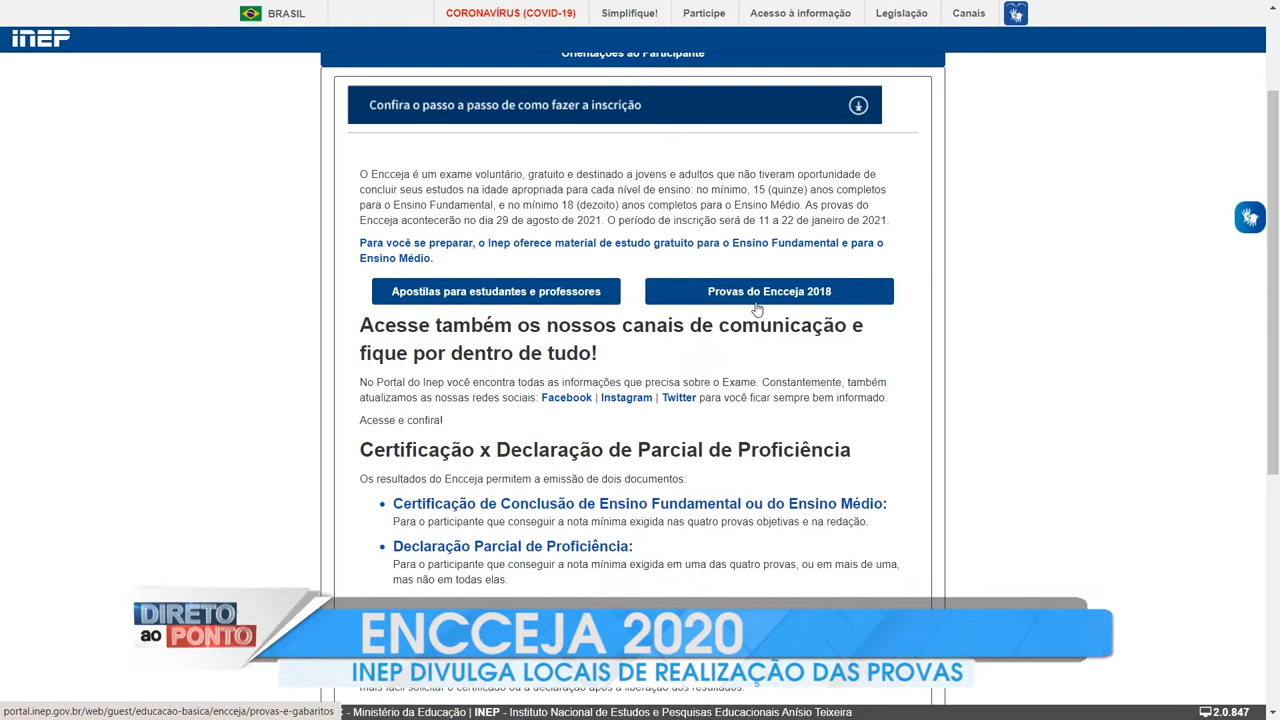 BRASIL
CORONAVÍRUS (COVID-19)
Simplifique!
Participe
Acesso à informação
Legislação
Canais
inep
Orientações ao Participante
Confira o passo a passo de como fazer a inscrição
O Encceja é um exame voluntário, gratuito e destinado a jovens e adultos que não tiveram oportunidade de
concluir seus estudos na idade apropriada para cada nível de ensino: no mínimo, 15 (quinze) anos completos
para o Ensino Fundamental, e no mínimo 18 (dezoito) anos completos para o Ensino Médio. As provas do
Encceja acontecerão no dia 29 de agosto de 2021. O período de inscrição será de 11 a 22 de janeiro de 2021.
Para você se preparar, o Inep oferece material de estudo gratuito para o Ensino Fundamental e para o
Ensino Médio.
Apostilas para estudantes e professores
Provas do Encceja 2018
Acesse também os nossos canais de comunicação e
fique por dentro de tudo!
No Portal do Inep você encontra todas as informações que precisa sobre o Exame. Constantemente, também
atualizamos as nossas redes sociais: Facebook | Instagram | Twitter para você ficar sempre bem informado.
Acesse e confira!
Certificação x Declaração de Parcial de Proficiência
Os resultados do Encceja permitem a emissão de dois documentos:
• Certificação de Conclusão de Ensino Fundamental ou do Ensino Médio:
Para o participante que conseguir a nota mínima exigida nas quatro provas objetivas e na redação.
• Declaração Parcial de Proficiência:
Para o participante que conseguir a nota mínima exigida em uma das quatro provas, ou em mais de uma,
mas não em todas elas.
DIRETO
ao PONTO
ENCCEJA 2020
INEP DIVULGA LOCAIS DE REALIZAÇÃO DAS PROVAS
mais fácil solicitar o certificado ou a declaração após a liberação dos resultados.
portal.inep.gov.br/web/guest/educacao-basica/encceja/provas-e-gabaritos
- Ministério da Educação | INEP - Instituto Nacional de Estudos e Pesquisas Educacionais Anísio Teixeira
2.0.847